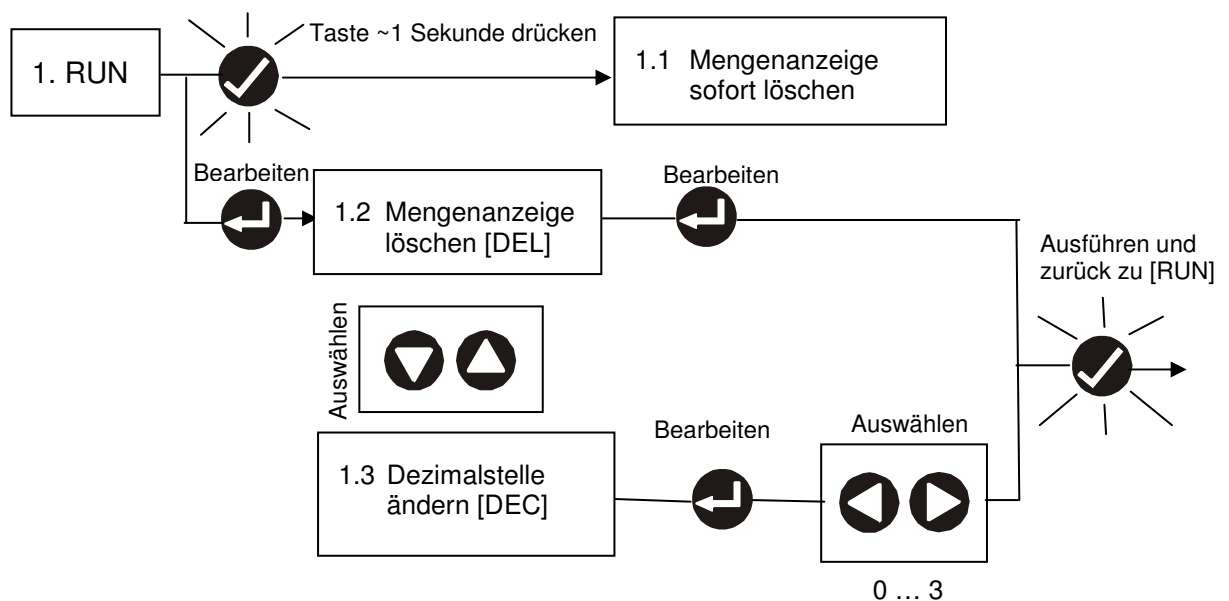 Taste ~1 Sekunde drücken
1. RUN
1.1 Mengenanzeige
sofort löschen
Bearbeiten
1.2 Mengenanzeige
löschen [DEL]
Bearbeiten
Ausführen und
zurück zu [RUN]
Auswählen
1.3 Dezimalstelle
ändern [DEC]
Bearbeiten
Auswählen
0 … 3